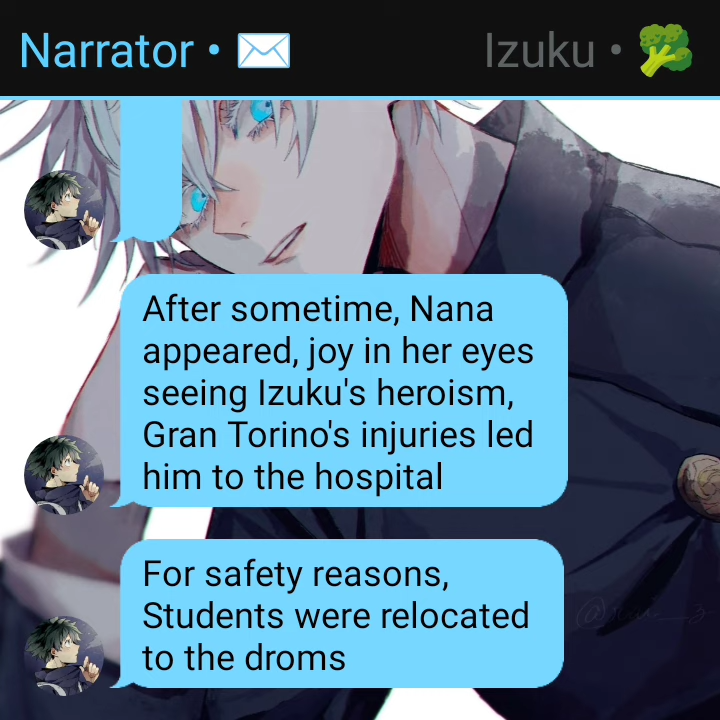 Narrator • ✉ Izuku • 🥦
After sometime, Nana
appeared, joy in her eyes
seeing Izuku's heroism,
Gran Torino's injuries led
him to the hospital
For safety reasons,
Students were relocated
to the droms